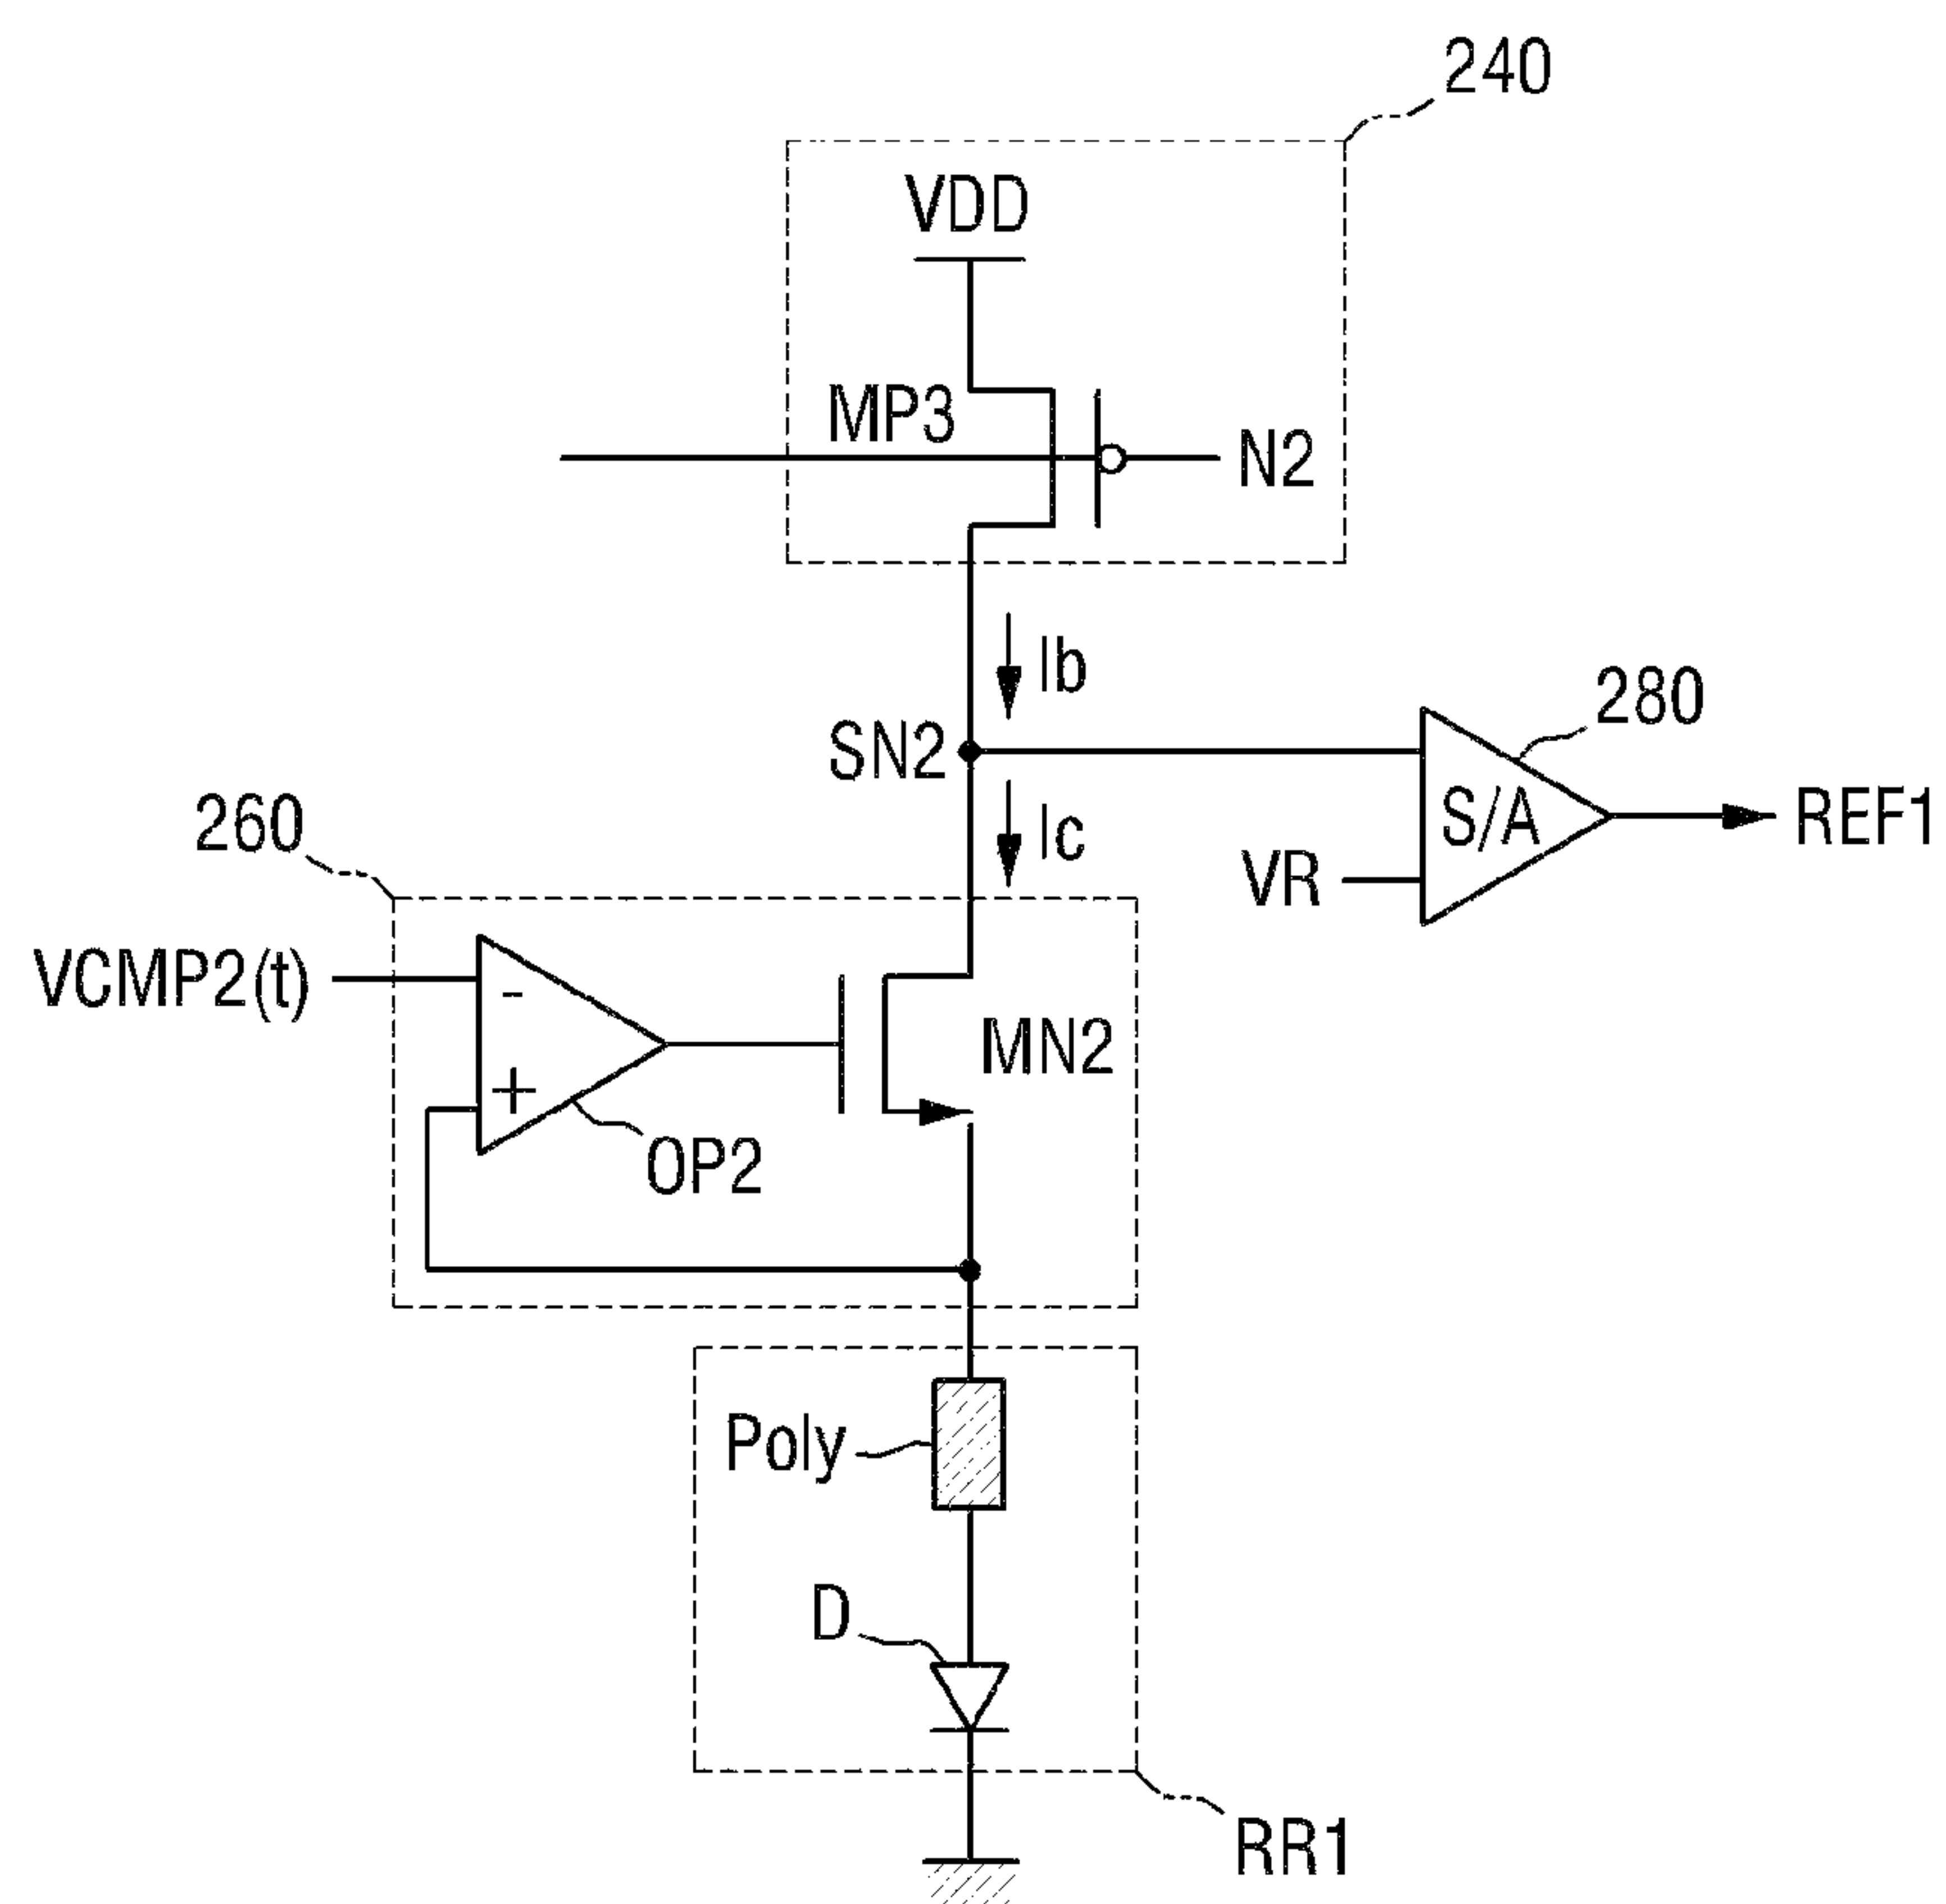 240
VDD
MP3
N2
Ib
280
SN2
260
Ic
S/A
REF1
VR
VCMP2(t)
-
MN2
+
OP2
Poly
D
RR1